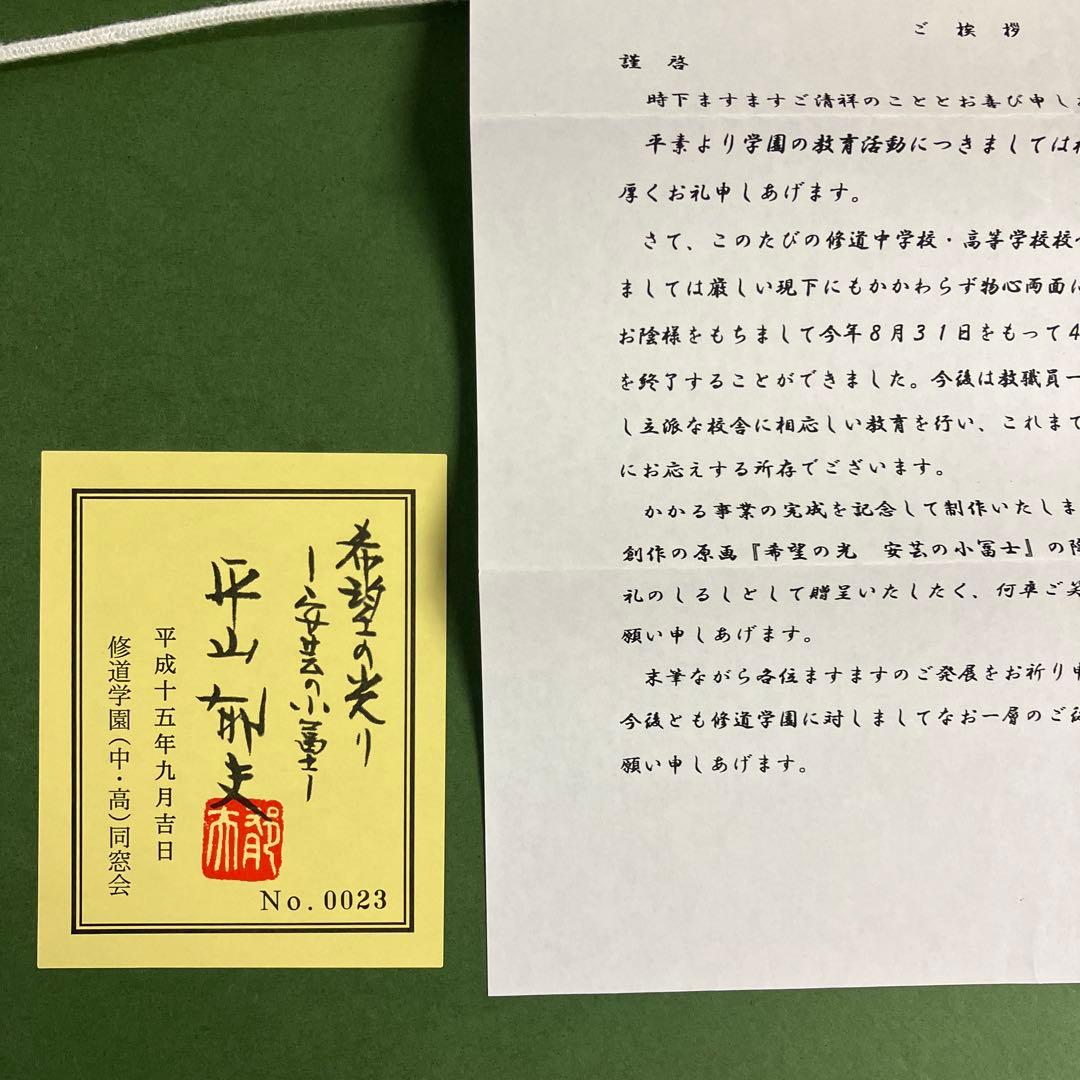 希望の光り
ー安芸の小冨士ー
平山郁夫
平成十五年九月吉日
修道学園（中・高）同窓会
郁夫
No.0023
ご挨拶
謹啓
時下ますますご清祥のこととお喜び申し
平素より学園の教育活動につきましては
厚くお礼申しあげます。
さて、このたびの修道中学校・高等学校校
ましては厳しい現下にもかかわらず物心両面に
お陰様をもちまして今年８月３１日をもって４
を終了することができました。今後は教職員一
し立派な校舎に相応しい教育を行い、これまで
にお応えする所存でございます。
かかる事業の完成を記念して制作いたしま
創作の原画『希望の光　安芸の小冨士』の陶
礼のしるしとして贈呈いたしたく、何卒ご笑
願い申しあげます。
末筆ながら各位ますますのご発展をお祈り申
今後とも修道学園に対しましてなお一層のご
願い申しあげます。